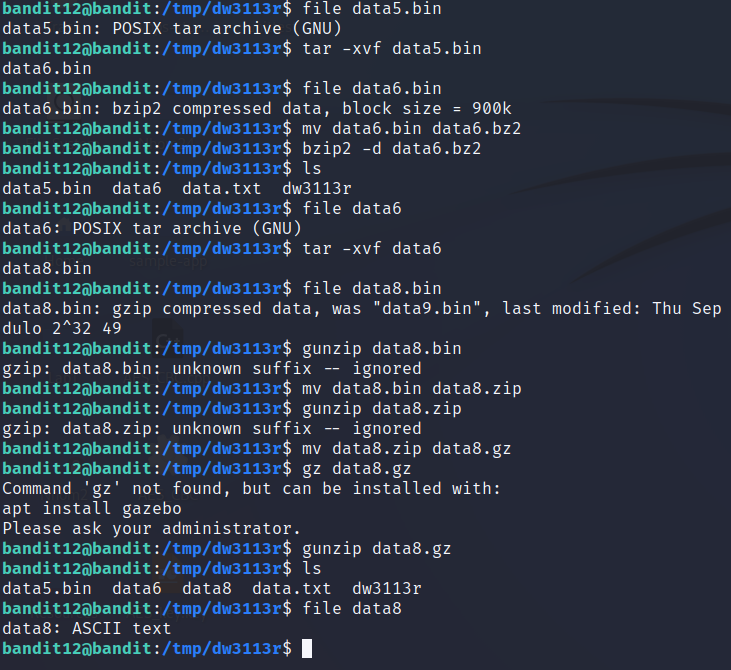 bandit12@bandit:/tmp/dw3113r$ file data5.bin
data5.bin: POSIX tar archive (GNU)
bandit12@bandit:/tmp/dw3113r$ tar -xvf data5.bin
data6.bin
bandit12@bandit:/tmp/dw3113r$ file data6.bin
data6.bin: bzip2 compressed data, block size = 900k
bandit12@bandit:/tmp/dw3113r$ mv data6.bin data6.bz2
bandit12@bandit:/tmp/dw3113r$ bzip2 -d data6.bz2
bandit12@bandit:/tmp/dw3113r$ ls
data5.bin  data6  data.txt  dw3113r
bandit12@bandit:/tmp/dw3113r$ file data6
data6: POSIX tar archive (GNU)
bandit12@bandit:/tmp/dw3113r$ tar -xvf data6
data8.bin
bandit12@bandit:/tmp/dw3113r$ file data8.bin
data8.bin: gzip compressed data, was "data9.bin", last modified: Thu Sep
dulo 2^32 49
bandit12@bandit:/tmp/dw3113r$ gunzip data8.bin
gzip: data8.bin: unknown suffix -- ignored
bandit12@bandit:/tmp/dw3113r$ mv data8.bin data8.zip
bandit12@bandit:/tmp/dw3113r$ gunzip data8.zip
gzip: data8.zip: unknown suffix -- ignored
bandit12@bandit:/tmp/dw3113r$ mv data8.zip data8.gz
bandit12@bandit:/tmp/dw3113r$ gz data8.gz
Command 'gz' not found, but can be installed with:
apt install gazebo
Please ask your administrator.
bandit12@bandit:/tmp/dw3113r$ gunzip data8.gz
bandit12@bandit:/tmp/dw3113r$ ls
data5.bin  data6  data8  data.txt  dw3113r
bandit12@bandit:/tmp/dw3113r$ file data8
data8: ASCII text
bandit12@bandit:/tmp/dw3113r$